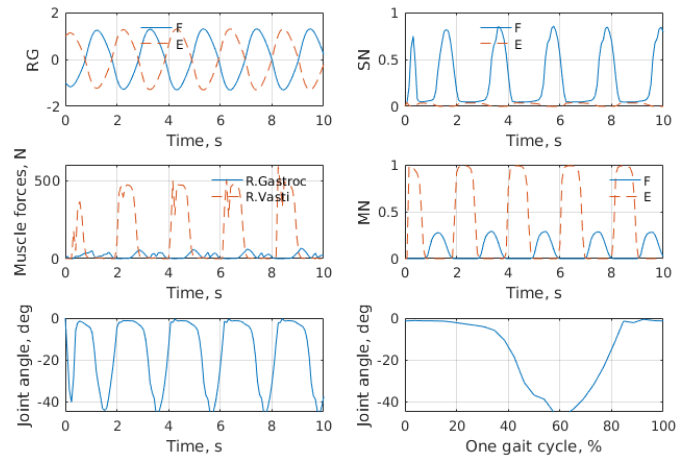 2
0
-2
RG
F
E
0 2 4 6 8 10
Time, s
1
0.5
0
SN
F
E
0 2 4 6 8 10
Time, s
500
0
Muscle forces, N
R.Gastroc
R.Vasti
0 2 4 6 8 10
Time, s
1
0.5
0
MN
F
E
0 2 4 6 8 10
Time, s
0
-20
-40
Joint angle, deg
0 2 4 6 8 10
Time, s
0
-20
-40
Joint angle, deg
0 20 40 60 80 100
One gait cycle, %